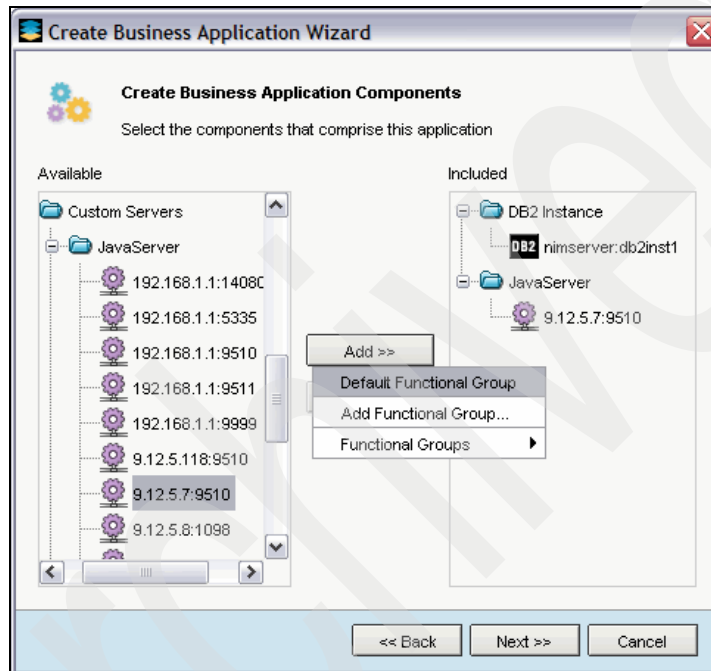 Create Business Application Wizard
Create Business Application Components
Select the components that comprise this application
Available
Custom Servers
JavaServer
192.168.1.1:14080
192.168.1.1:5335
192.168.1.1:9510
192.168.1.1:9511
192.168.1.1:9999
9.12.5.118:9510
9.12.5.7:9510
9.12.5.8:1098
Add >>
Default Functional Group
Add Functional Group...
Functional Groups
Included
DB2 Instance
DB2 nimserver:db2inst1
JavaServer
9.12.5.7:9510
<< Back
Next >>
Cancel